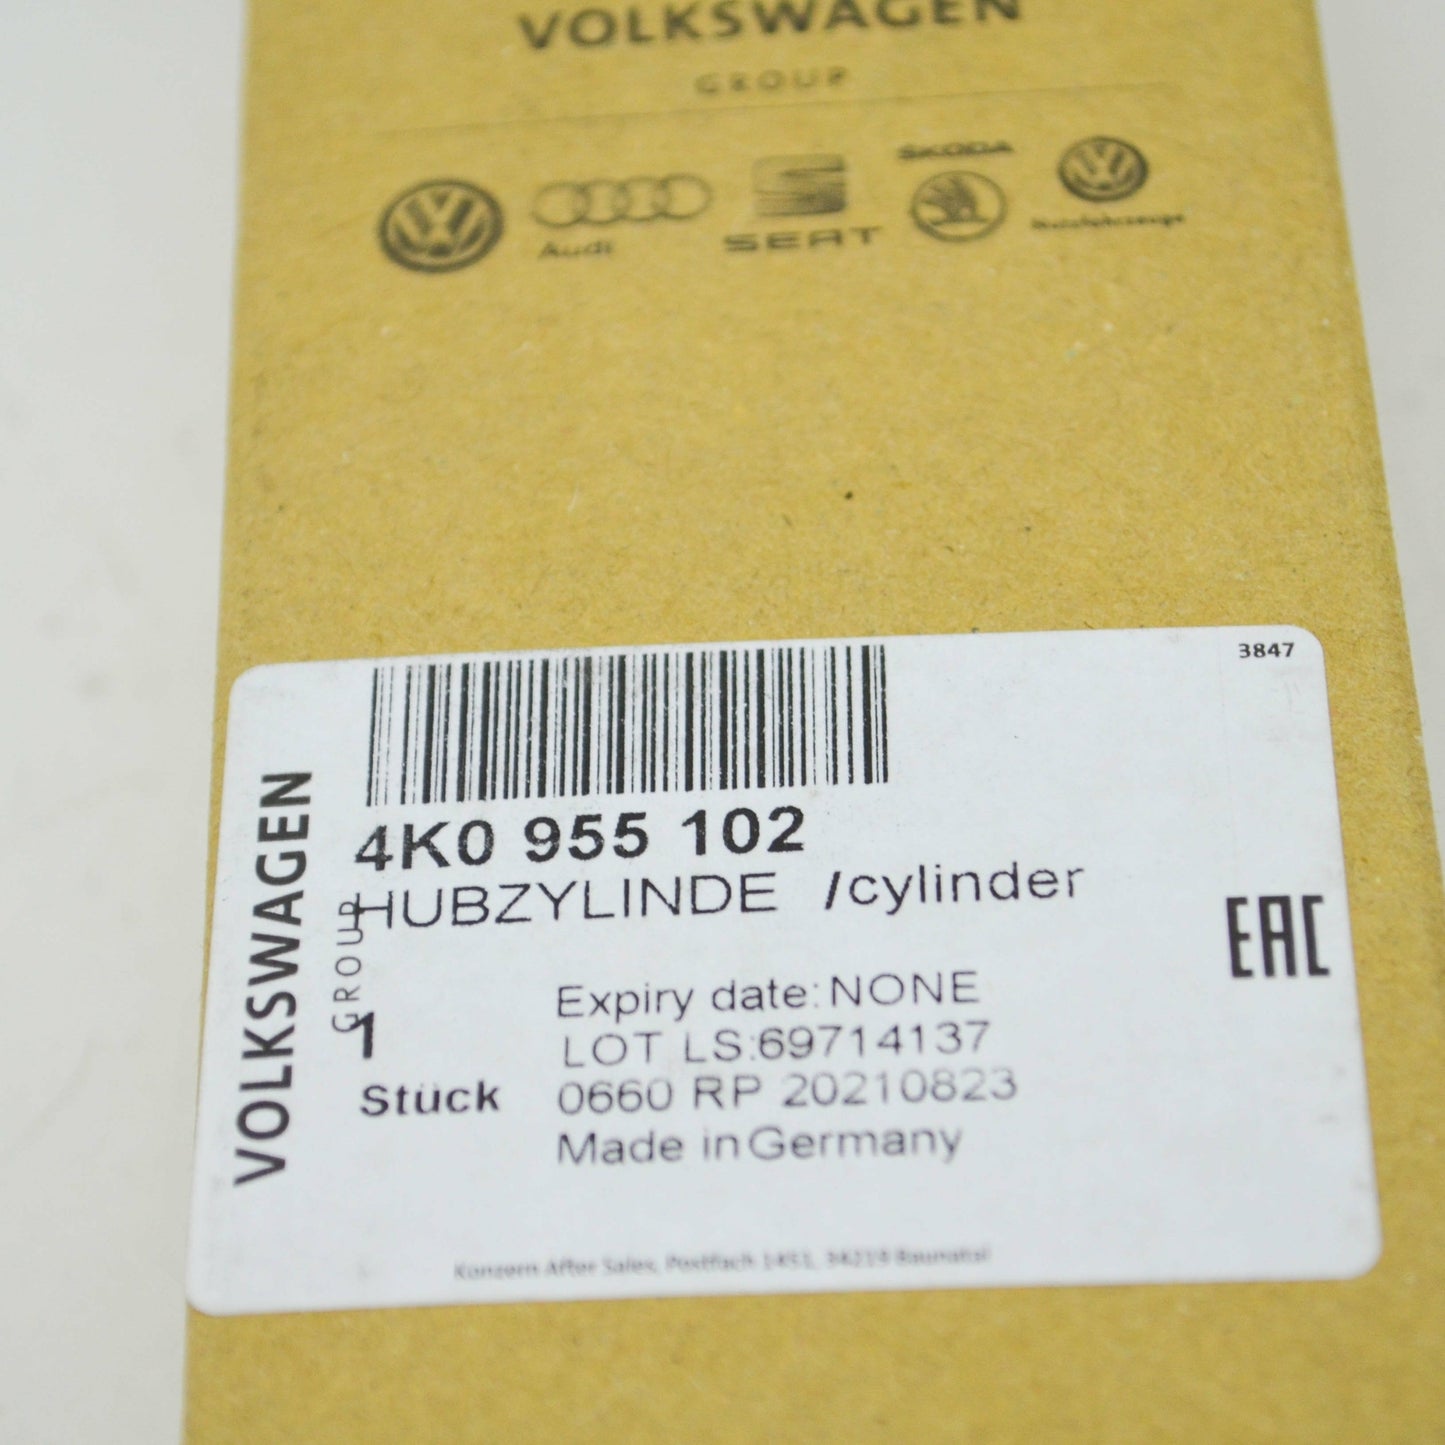 VOLKSWAGEN
GROUP
Audi
SEAT
ŠKODA
Nutzfahrzeuge
3847
4K0 955 102
HUBZYLINDE /cylinder
VOLKSWAGEN
GROUP
EAC
1
Stück
Expiry date:NONE
LOT LS:69714137
0660 RP 20210823
Made in Germany
Konzern After Sales, Postfach 1451, 34219 Baunatal